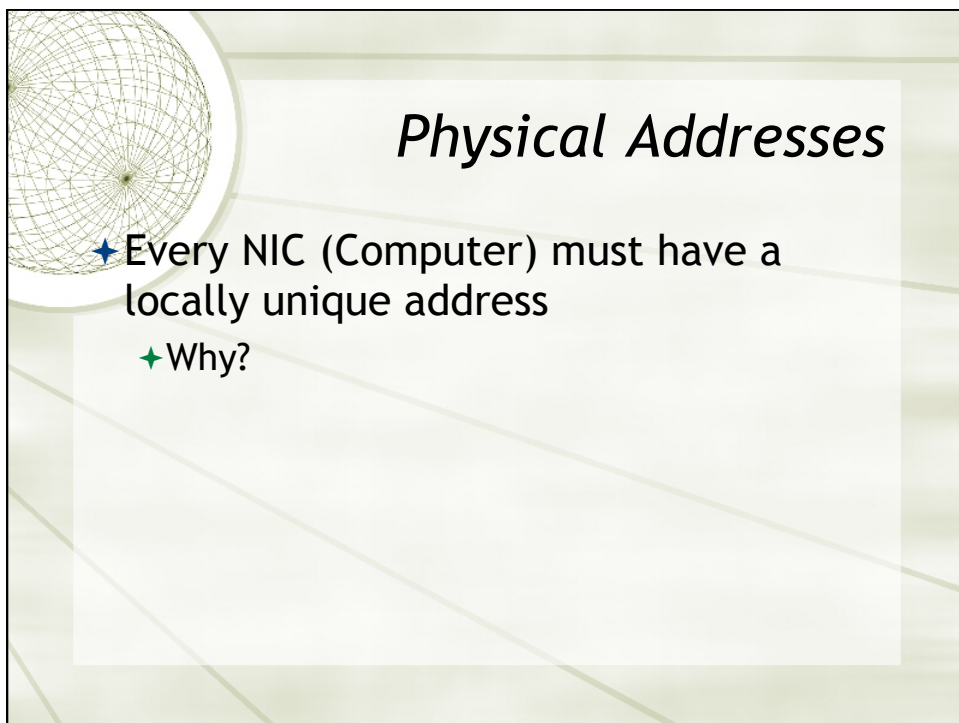 Physical Addresses
Every NIC (Computer) must have a
locally unique address
Why?